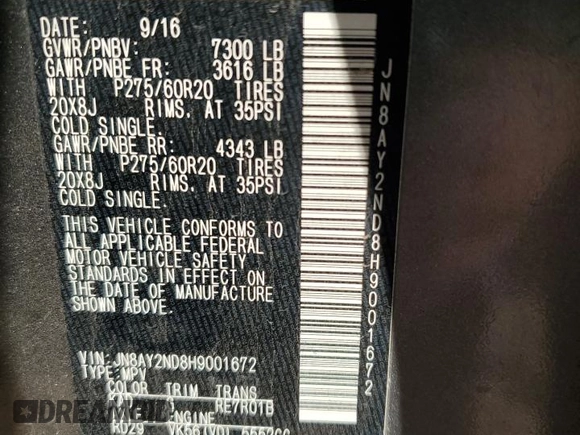 DATE: 9/16
GVWR/PNBV: 7300 LB
GAWR/PNBE FR: 3616 LB
WITH P275/60R20 TIRES
20X8J RIMS. AT 35PSI
COLD SINGLE.
GAWR/PNBE RR: 4343 LB
WITH P275/60R20 TIRES
20X8J RIMS. AT 35PSI
COLD SINGLE.
THIS VEHICLE CONFORMS TO
ALL APPLICABLE FEDERAL
MOTOR VEHICLE SAFETY
STANDARDS IN EFFECT ON
THE DATE OF MANUFACTURE
SHOWN ABOVE.
VIN: JN8AY2ND8H9001672
TYPE: MPV
COLOR TRIM TRANS
RE7R01B
ENGINE
JN8AY2ND8H9001672